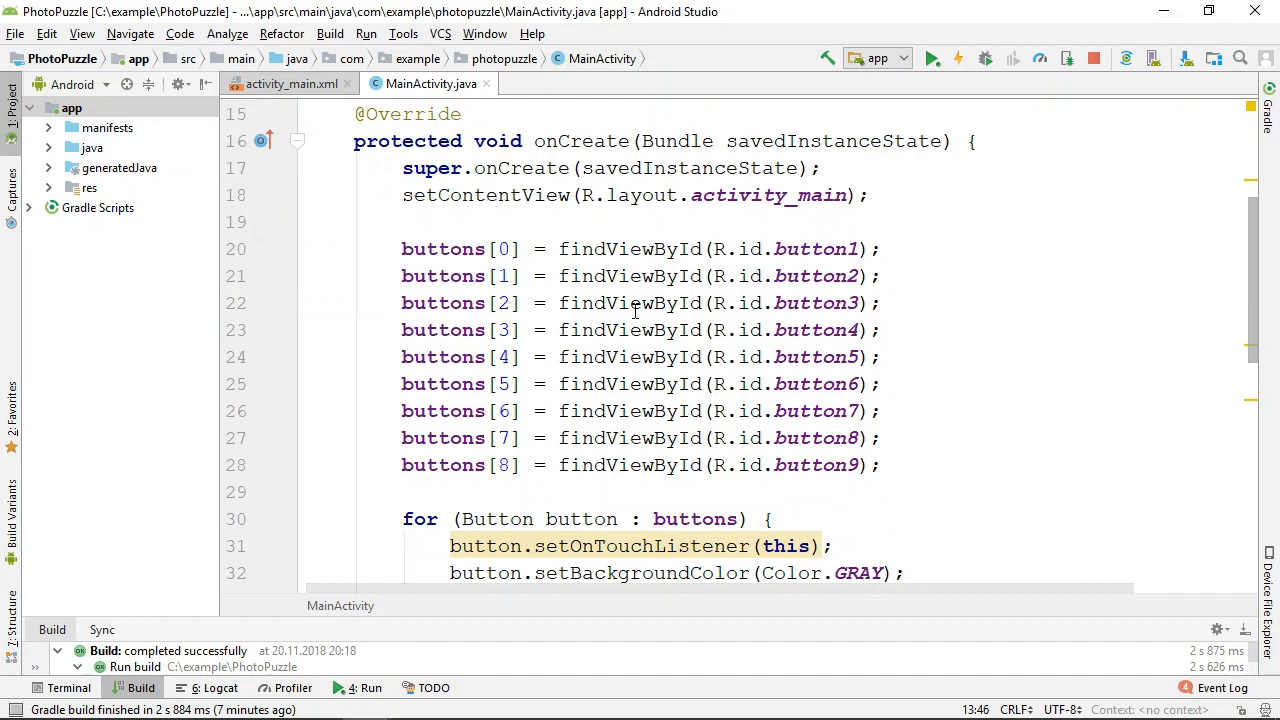 PhotoPuzzle [C:\example\PhotoPuzzle] - ...\app\src\main\java\com\example\photopuzzle\MainActivity.java [app] - Android Studio
File Edit View Navigate Code Analyze Refactor Build Run Tools VCS Window Help
PhotoPuzzle app src main java com example photopuzzle MainActivity app
1: Project
Captures
2: Favorites
Build Variants
7: Structure
Android
app
manifests
java
generatedJava
res
Gradle Scripts
activity_main.xml MainActivity.java
15 @Override
16 protected void onCreate(Bundle savedInstanceState) {
17 super.onCreate(savedInstanceState);
18 setContentView(R.layout.activity_main);
19
20 buttons[0] = findViewById(R.id.button1);
21 buttons[1] = findViewById(R.id.button2);
22 buttons[2] = findViewById(R.id.button3);
23 buttons[3] = findViewById(R.id.button4);
24 buttons[4] = findViewById(R.id.button5);
25 buttons[5] = findViewById(R.id.button6);
26 buttons[6] = findViewById(R.id.button7);
27 buttons[7] = findViewById(R.id.button8);
28 buttons[8] = findViewById(R.id.button9);
29
30 for (Button button : buttons) {
31 button.setOnTouchListener(this);
32 button.setBackgroundColor(Color.GRAY);
MainActivity
Gradle
Device File Explorer
Build Sync
Build: completed successfully at 20.11.2018 20:18 2 s 875 ms
Run build C:\example\PhotoPuzzle 2 s 626 ms
Terminal Build 6: Logcat Profiler 4: Run TODO 4 Event Log
Gradle build finished in 2 s 884 ms (7 minutes ago) 13:46 CRLF UTF-8 Context: <no context>